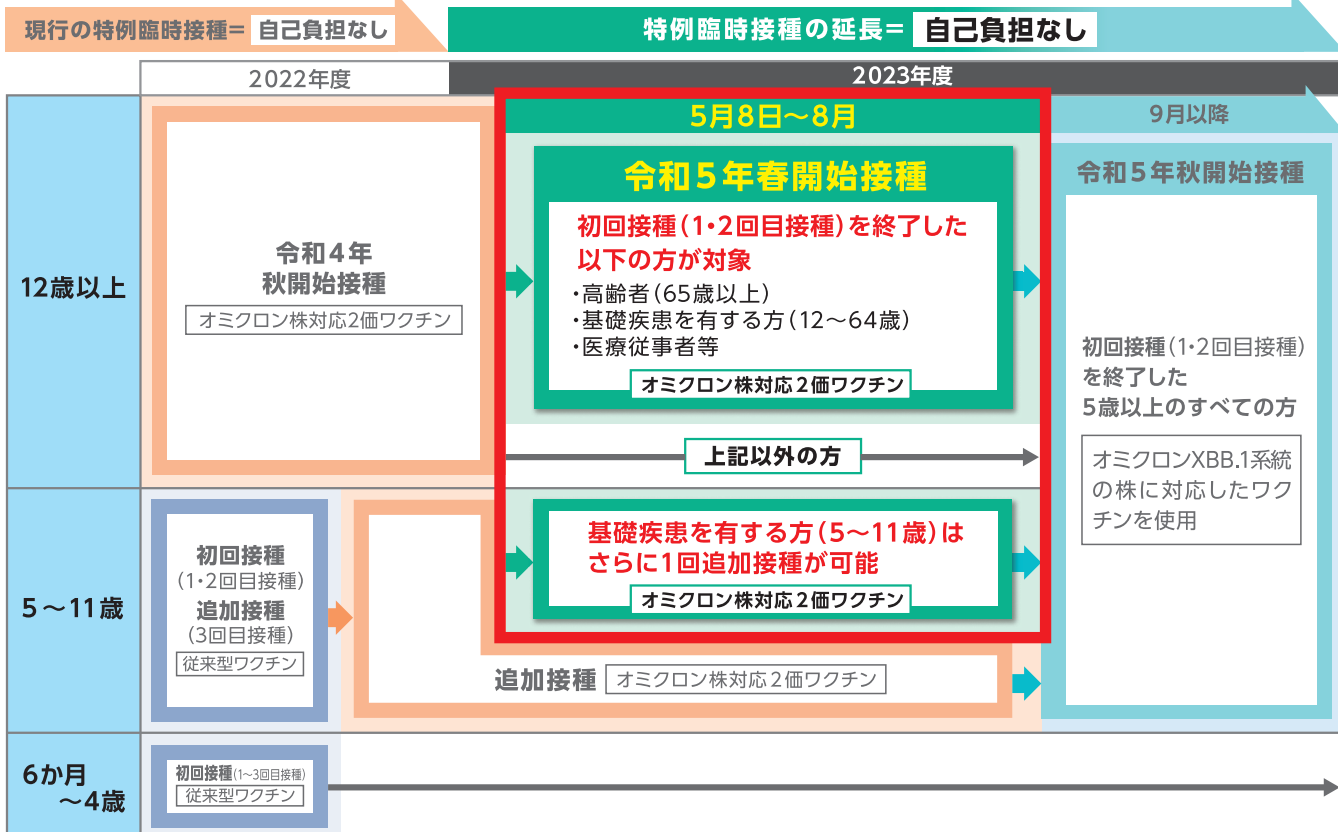 現行の特例臨時接種= 自己負担なし
特例臨時接種の延長= 自己負担なし
2022年度
2023年度
5月8日〜8月
9月以降
12歳以上
令和4年
秋開始接種
オミクロン株対応2価ワクチン
令和5年春開始接種
初回接種(1・2回目接種)を終了した
以下の方が対象
・高齢者(65歳以上)
・基礎疾患を有する方(12〜64歳)
・医療従事者等
オミクロン株対応2価ワクチン
上記以外の方
令和5年秋開始接種
初回接種(1・2回目接種)
を終了した
5歳以上のすべての方
オミクロンXBB.1系統
の株に対応したワク
チンを使用
5〜11歳
初回接種
(1・2回目接種)
追加接種
(3回目接種)
従来型ワクチン
基礎疾患を有する方(5〜11歳)は
さらに1回追加接種が可能
オミクロン株対応2価ワクチン
追加接種 オミクロン株対応2価ワクチン
6か月
〜4歳
初回接種(1〜3回目接種)
従来型ワクチン